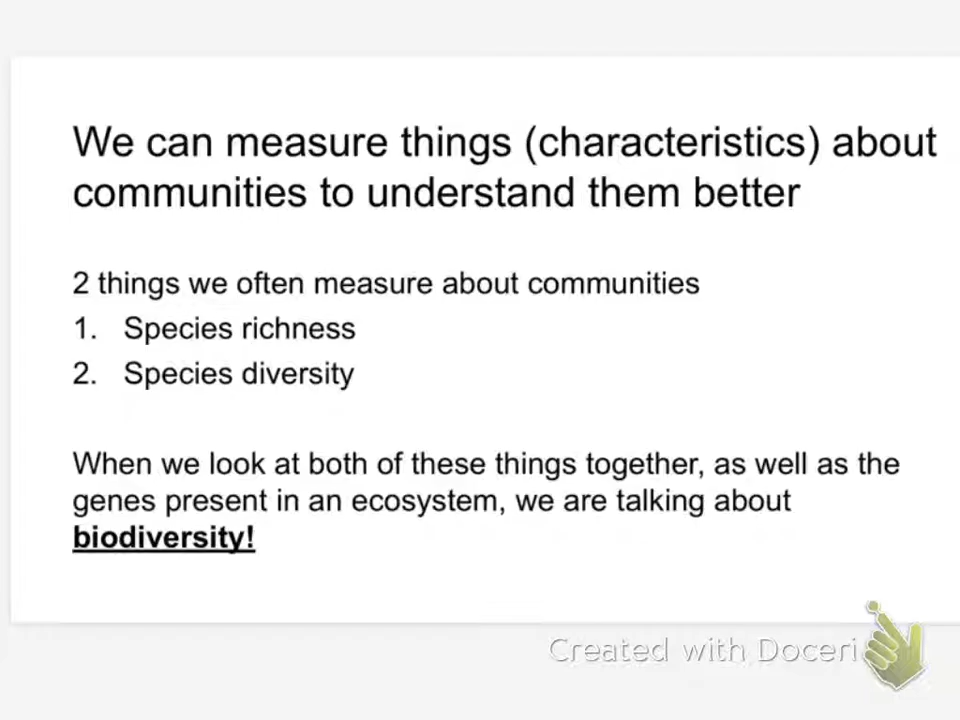 We can measure things (characteristics) about
communities to understand them better
2 things we often measure about communities
1. Species richness
2. Species diversity
When we look at both of these things together, as well as the
genes present in an ecosystem, we are talking about
biodiversity!
Created with Doceri